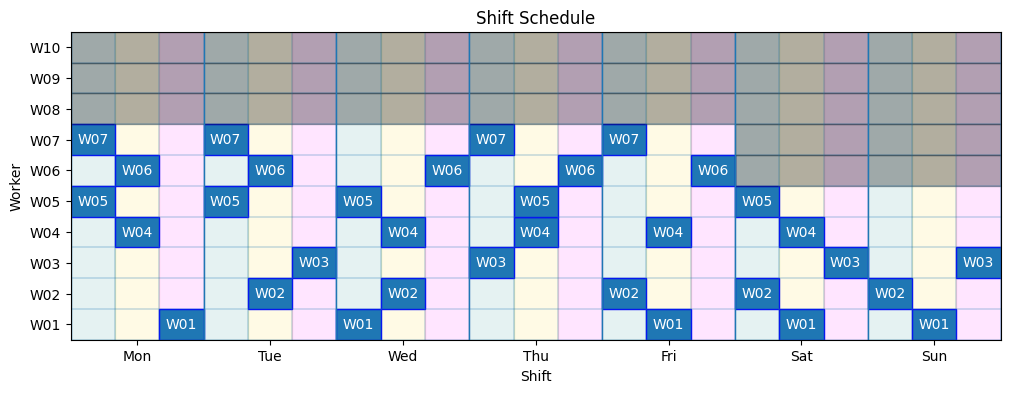 Shift Schedule
W10
W09
W08
W07 W07 W07 W07 W07
W06 W06 W06 W06 W06 W06
W05 W05 W05 W05 W05 W05
W04 W04 W04 W04 W04 W04
W03 W03 W03 W03 W03
W02 W02 W02 W02 W02 W02
W01 W01 W01 W01 W01 W01
Mon Tue Wed Thu Fri Sat Sun
Shift
Worker